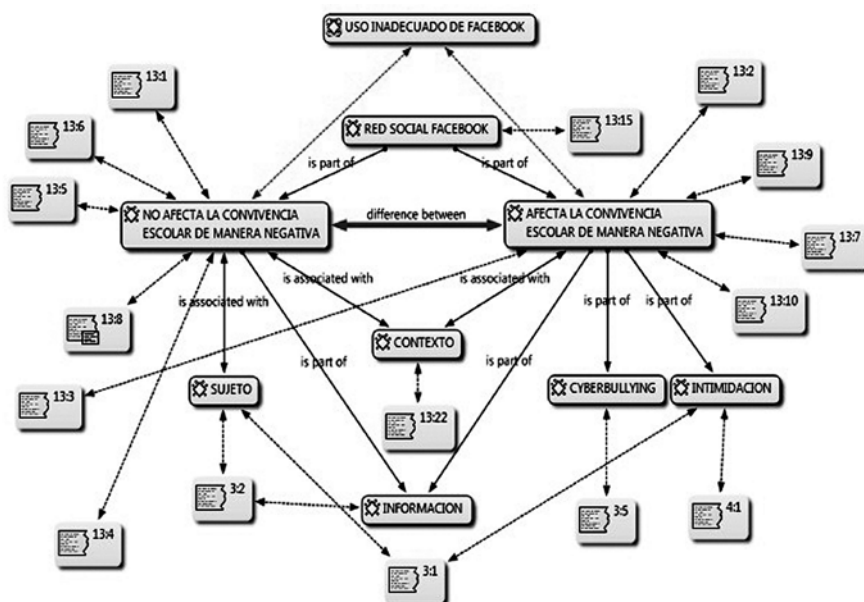 USO INADECUADO DE FACEBOOK
13:1
13:2
13:6
RED SOCIAL FACEBOOK
13:15
is part of
is part of
13:9
13:5
NO AFECTA LA CONVIVENCIA
ESCOLAR DE MANERA NEGATIVA
difference between
AFECTA LA CONVIVENCIA
ESCOLAR DE MANERA NEGATIVA
13:7
is associated with
is associated with
is associated with
is part of
is part of
13:10
13:8
CONTEXTO
is part of
is part of
13:3
SUJETO
CYBERBULLYING
INTIMIDACION
13:22
3:2
INFORMACION
3:5
4:1
13:4
3:1